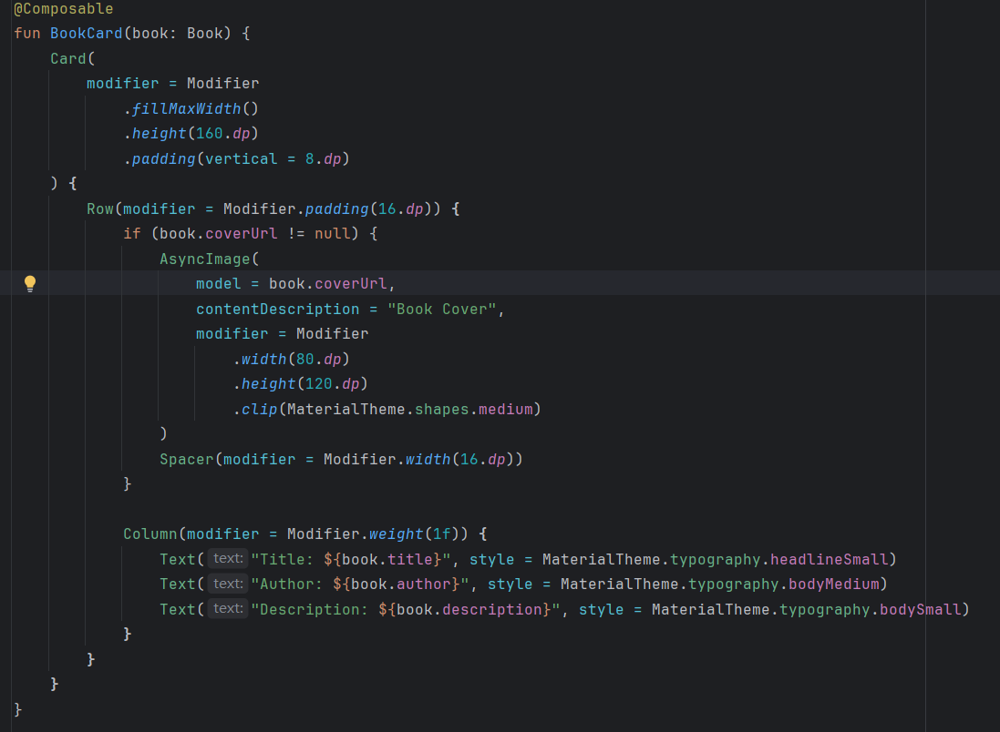 @Composable
fun BookCard(book: Book) {
    Card(
        modifier = Modifier
            .fillMaxWidth()
            .height(160.dp)
            .padding(vertical = 8.dp)
    ) {
        Row(modifier = Modifier.padding(16.dp)) {
            if (book.coverUrl != null) {
                AsyncImage(
                    model = book.coverUrl,
                    contentDescription = "Book Cover",
                    modifier = Modifier
                        .width(80.dp)
                        .height(120.dp)
                        .clip(MaterialTheme.shapes.medium)
                )
                Spacer(modifier = Modifier.width(16.dp))
            }

            Column(modifier = Modifier.weight(1f)) {
                Text( text: "Title: ${book.title}", style = MaterialTheme.typography.headlineSmall)
                Text( text: "Author: ${book.author}", style = MaterialTheme.typography.bodyMedium)
                Text( text: "Description: ${book.description}", style = MaterialTheme.typography.bodySmall)
            }
        }
    }
}